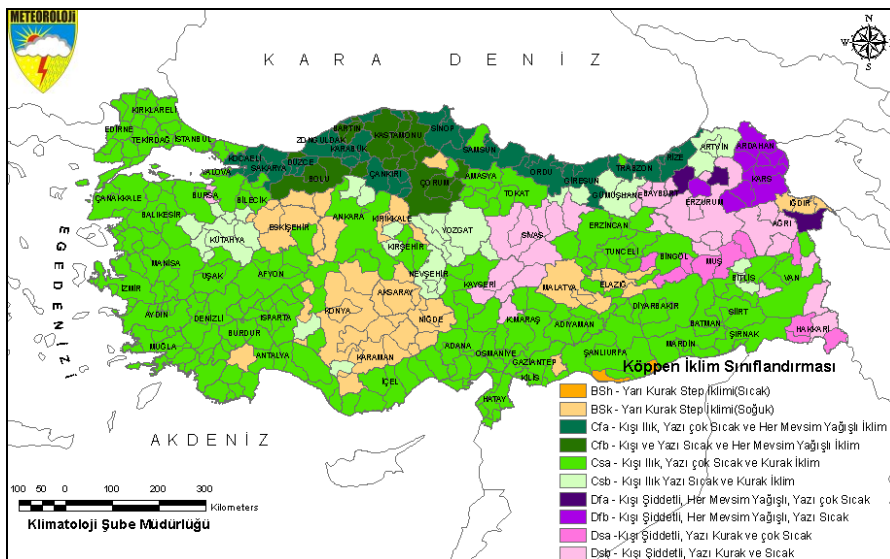 METEOROLOJİ
K A R A D E N İ Z
N
W
E
S
KIRKLARELİ
EDİRNE
TEKİRDAĞ
İSTANBUL
KOCAELİ
YALOVA
SAKARYA
DÜZCE
ZONGULDAK
BARTIN
KARABÜK
KASTAMONU
SİNOP
BOLU
ÇANKIRI
ÇORUM
SAMSUN
AMASYA
TOKAT
ORDU
GİRESUN
GÜMÜŞHANE
TRABZON
RİZE
BAYBURT
ARTVİN
ARDAHAN
KARS
ERZURUM
IĞDIR
AĞRI
ÇANAKKALE
BALIKESİR
BURSA
BİLECİK
KÜTAHYA
ESKİŞEHİR
ANKARA
KIRIKKALE
KIRŞEHİR
YOZGAT
SİVAS
ERZİNCAN
TUNCELİ
BİNGÖL
MUŞ
BİTLİS
VAN
MANİSA
UŞAK
AFYON
İZMİR
AYDIN
DENİZLİ
ISPARTA
BURDUR
MUĞLA
ANTALYA
KONYA
AKSARAY
NEVŞEHİR
NİĞDE
KARAMAN
İÇEL
KAYSERİ
MALATYA
ELAZIĞ
DİYARBAKIR
SİİRT
BATMAN
ŞIRNAK
HAKKARİ
MARDİN
K.MARAŞ
ADIYAMAN
ADANA
OSMANİYE
GAZİANTEP
KİLİS
ŞANLIURFA
HATAY
E G E D E N İ Z İ
A K D E N İ Z
100 50 0 100 200 300
Kilometers
Klimatoloji Şube Müdürlüğü
Köppen İklim Sınıflandırması
BSh - Yarı Kurak Step İklimi(Sıcak)
BSk - Yarı Kurak Step İklimi(Soğuk)
Cfa - Kışı Ilık, Yazı çok Sıcak ve Her Mevsim Yağışlı İklim
Cfb - Kışı ve Yazı Sıcak ve Her Mevsim Yağışlı İklim
Csa - Kışı Ilık, Yazı çok Sıcak ve Kurak İklim
Csb - Kışı Ilık Yazı Sıcak ve Kurak İklim
Dfa - Kışı Şiddetli, Her Mevsim Yağışlı, Yazı çok Sıcak
Dfb - Kışı Şiddetli, Her Mevsim Yağışlı, Yazı Sıcak
Dsa - Kışı Şiddetli, Yazı Kurak ve çok Sıcak
Dsb - Kışı Şiddetli, Yazı Kurak ve Sıcak